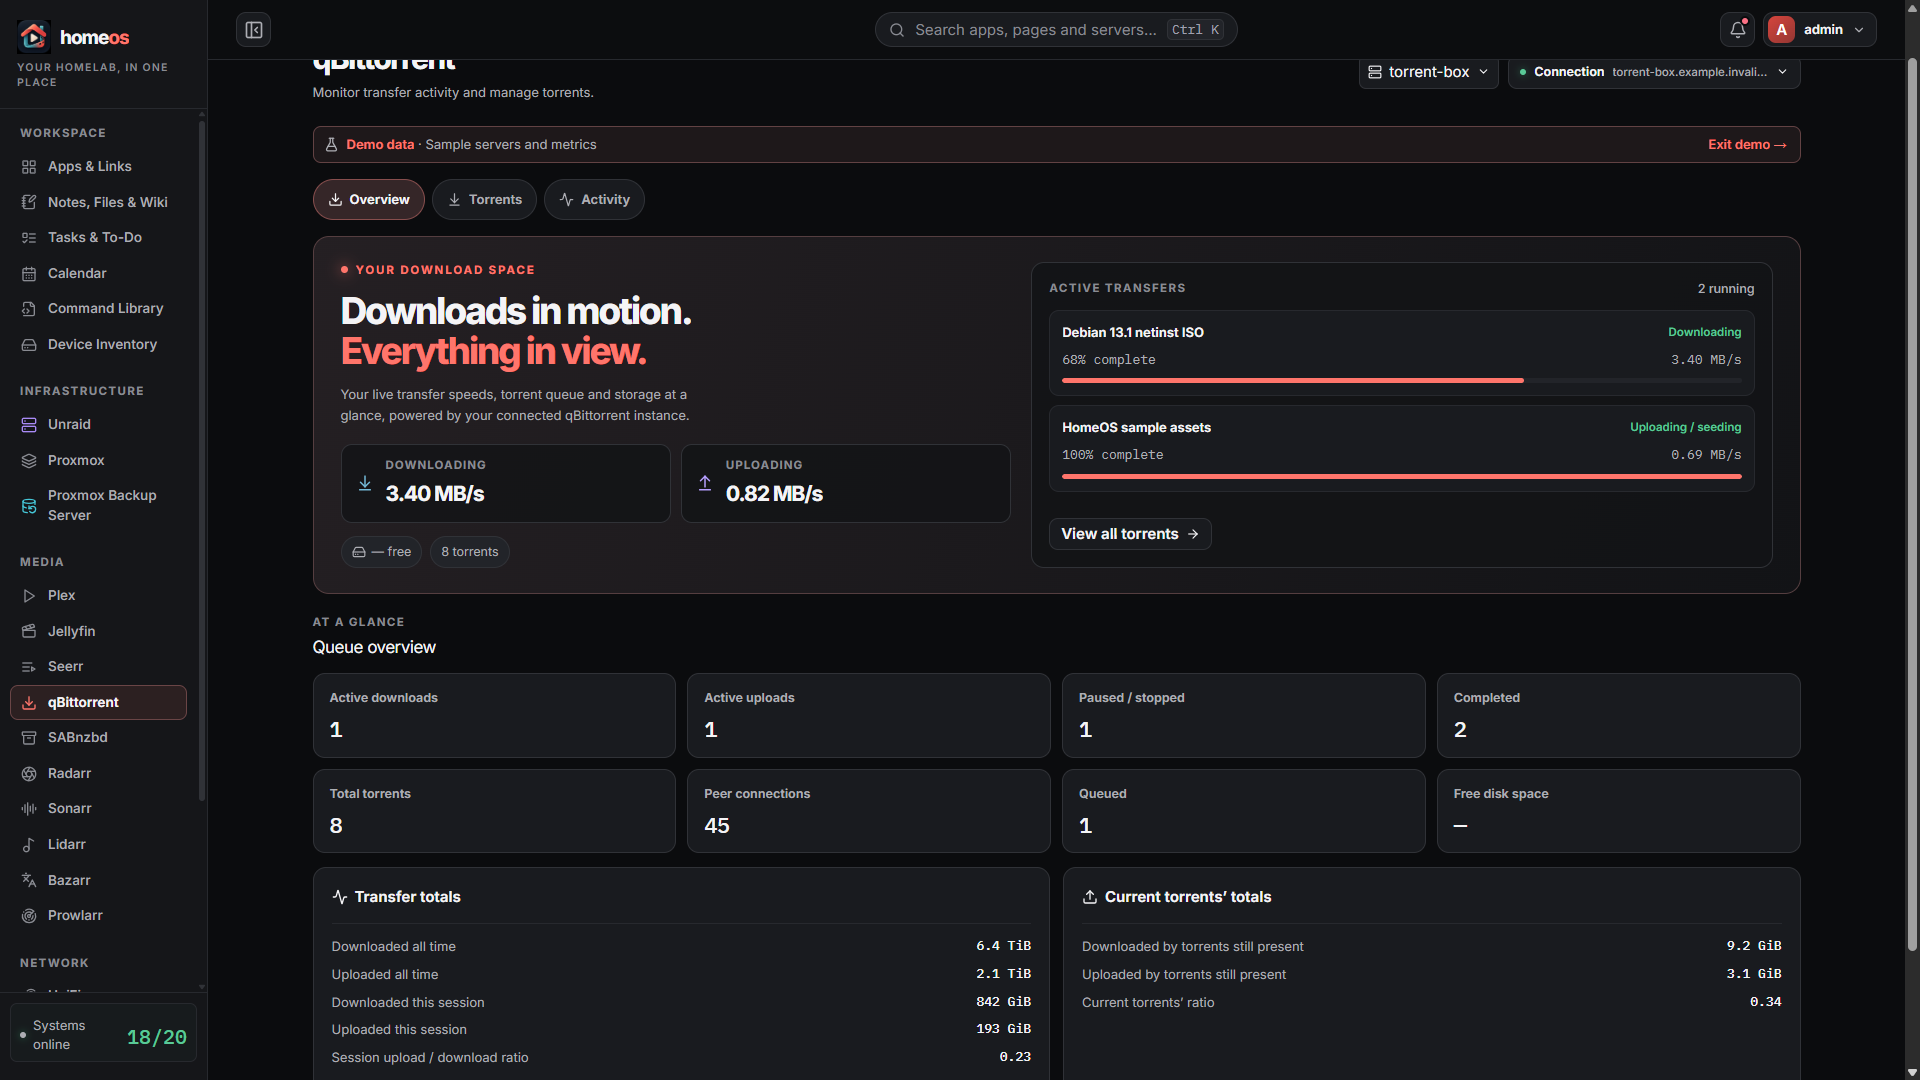 homeos
YOUR HOMELAB, IN ONE
PLACE
WORKSPACE
Apps & Links
Notes, Files & Wiki
Tasks & To-Do
Calendar
Command Library
Device Inventory
INFRASTRUCTURE
Unraid
Proxmox
Proxmox Backup
Server
MEDIA
Plex
Jellyfin
Seerr
qBittorrent
SABnzbd
Radarr
Sonarr
Lidarr
Bazarr
Prowlarr
NETWORK
Systems
online
18/20
Search apps, pages and servers... Ctrl K
A admin
qBittorrent
Monitor transfer activity and manage torrents.
torrent-box
Connection torrent-box.example.invali...
Demo data · Sample servers and metrics
Exit demo →
Overview
Torrents
Activity
YOUR DOWNLOAD SPACE
Downloads in motion.
Everything in view.
Your live transfer speeds, torrent queue and storage at a
glance, powered by your connected qBittorrent instance.
DOWNLOADING
3.40 MB/s
UPLOADING
0.82 MB/s
— free
8 torrents
ACTIVE TRANSFERS
2 running
Debian 13.1 netinst ISO
Downloading
68% complete
3.40 MB/s
HomeOS sample assets
Uploading / seeding
100% complete
0.69 MB/s
View all torrents →
AT A GLANCE
Queue overview
Active downloads
1
Active uploads
1
Paused / stopped
1
Completed
2
Total torrents
8
Peer connections
45
Queued
1
Free disk space
—
Transfer totals
Downloaded all time 6.4 TiB
Uploaded all time 2.1 TiB
Downloaded this session 842 GiB
Uploaded this session 193 GiB
Session upload / download ratio 0.23
Current torrents’ totals
Downloaded by torrents still present 9.2 GiB
Uploaded by torrents still present 3.1 GiB
Current torrents’ ratio 0.34